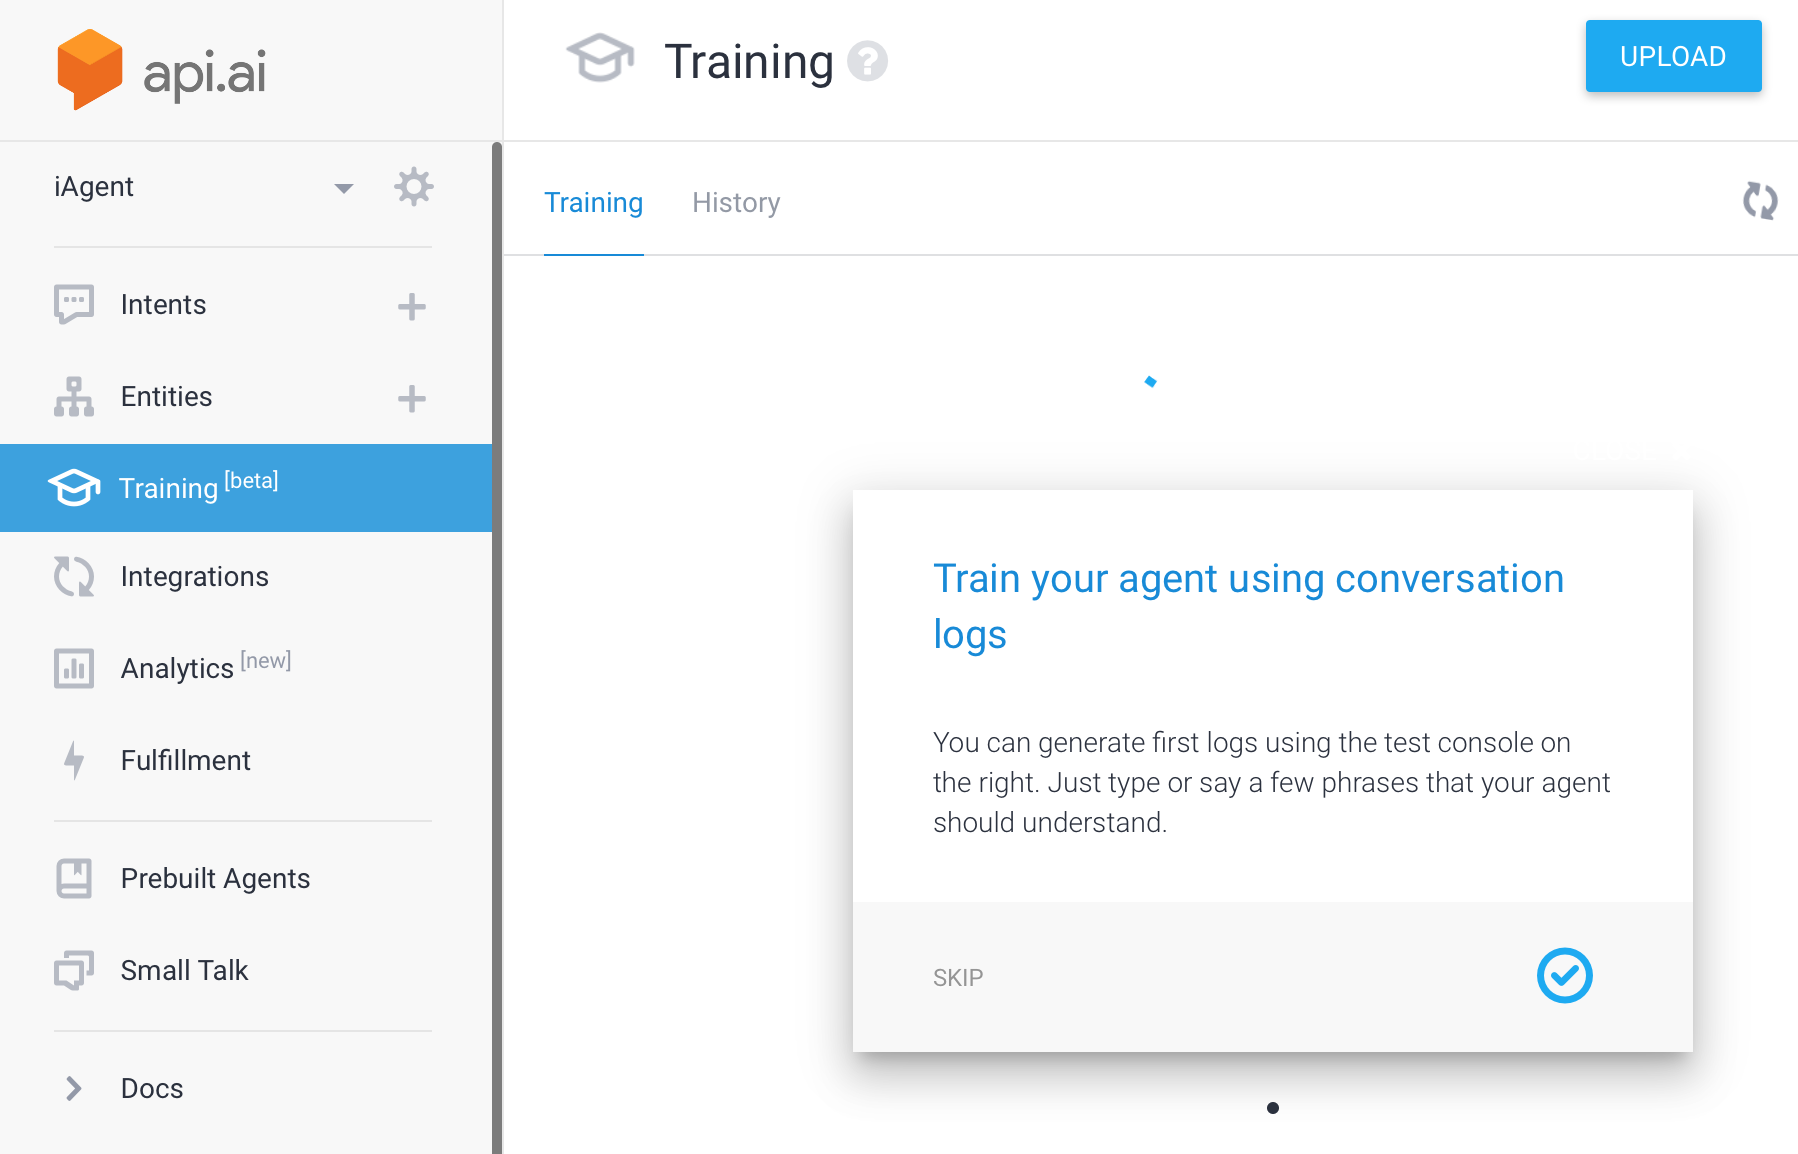 api.ai
iAgent
Intents
Entities
Training [beta]
Integrations
Analytics [new]
Fulfillment
Prebuilt Agents
Small Talk
Docs
Training ?
UPLOAD
Training
History
Train your agent using conversation
logs
You can generate first logs using the test console on
the right. Just type or say a few phrases that your agent
should understand.
SKIP